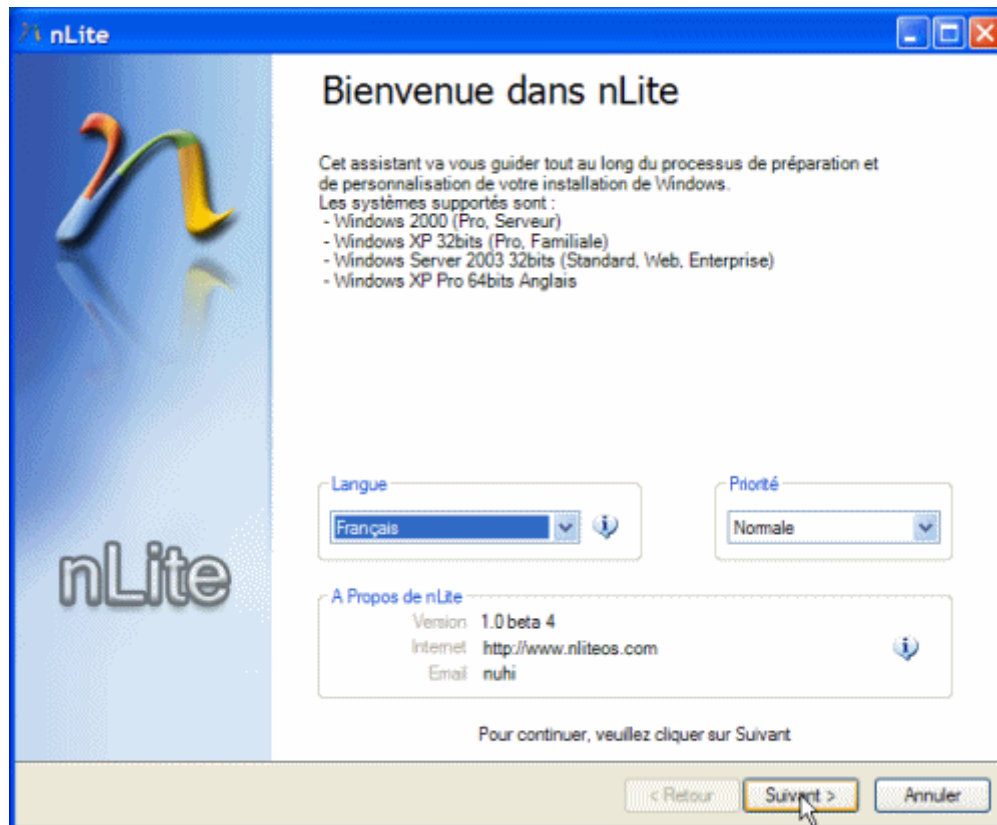 nLite
Bienvenue dans nLite
Cet assistant va vous guider tout au long du processus de préparation et
de personnalisation de votre installation de Windows.
Les systèmes supportés sont :
- Windows 2000 (Pro, Serveur)
- Windows XP 32bits (Pro, Familiale)
- Windows Server 2003 32bits (Standard, Web, Enterprise)
- Windows XP Pro 64bits Anglais
Langue
Priorité
Français
Normale
nLite
A Propos de nLite
Version 1.0 beta 4
Internet http://www.nliteos.com
Email nuhi
Pour continuer, veuillez cliquer sur Suivant
< Retour
Suivant >
Annuler